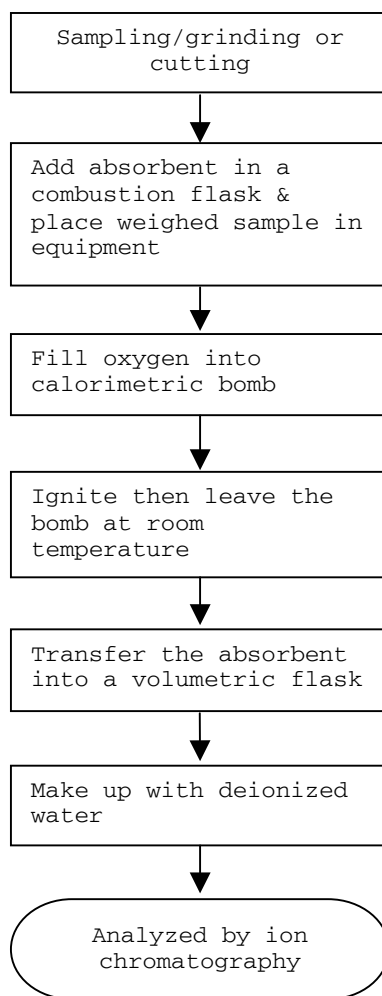 Sampling/grinding or
cutting
Add absorbent in a
combustion flask &
place weighed sample in
equipment
Fill oxygen into
calorimetric bomb
Ignite then leave the
bomb at room
temperature
Transfer the absorbent
into a volumetric flask
Make up with deionized
water
Analyzed by ion
chromatography